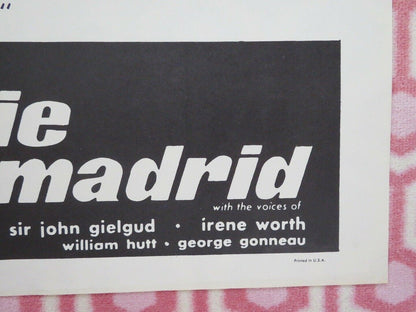 ie
madrid
with the voices of
sir john gielgud • irene worth
william hutt • george gonneau
Printed in U.S.A.